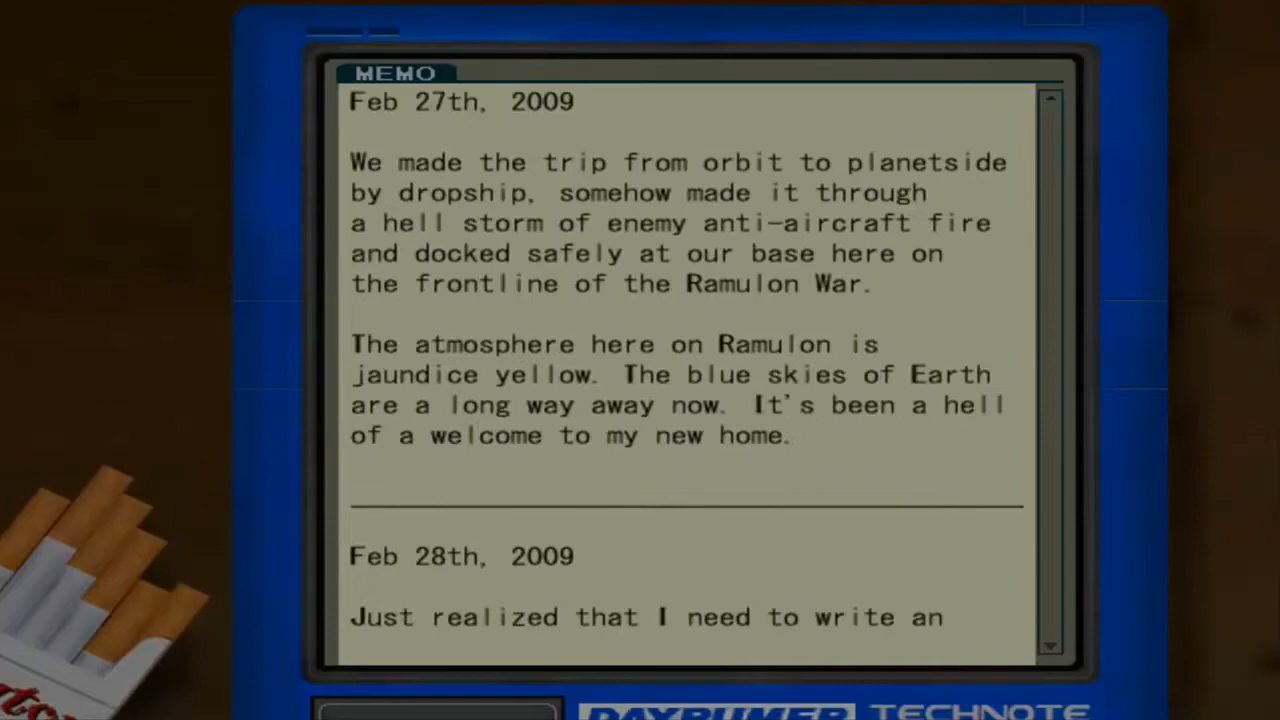 MEMO
Feb 27th, 2009
We made the trip from orbit to planetside
by dropship, somehow made it through
a hell storm of enemy anti-aircraft fire
and docked safely at our base here on
the frontline of the Ramulon War.
The atmosphere here on Ramulon is
jaundice yellow. The blue skies of Earth
are a long way away now. It's been a hell
of a welcome to my new home.
Feb 28th, 2009
Just realized that I need to write an
TECHNOTE